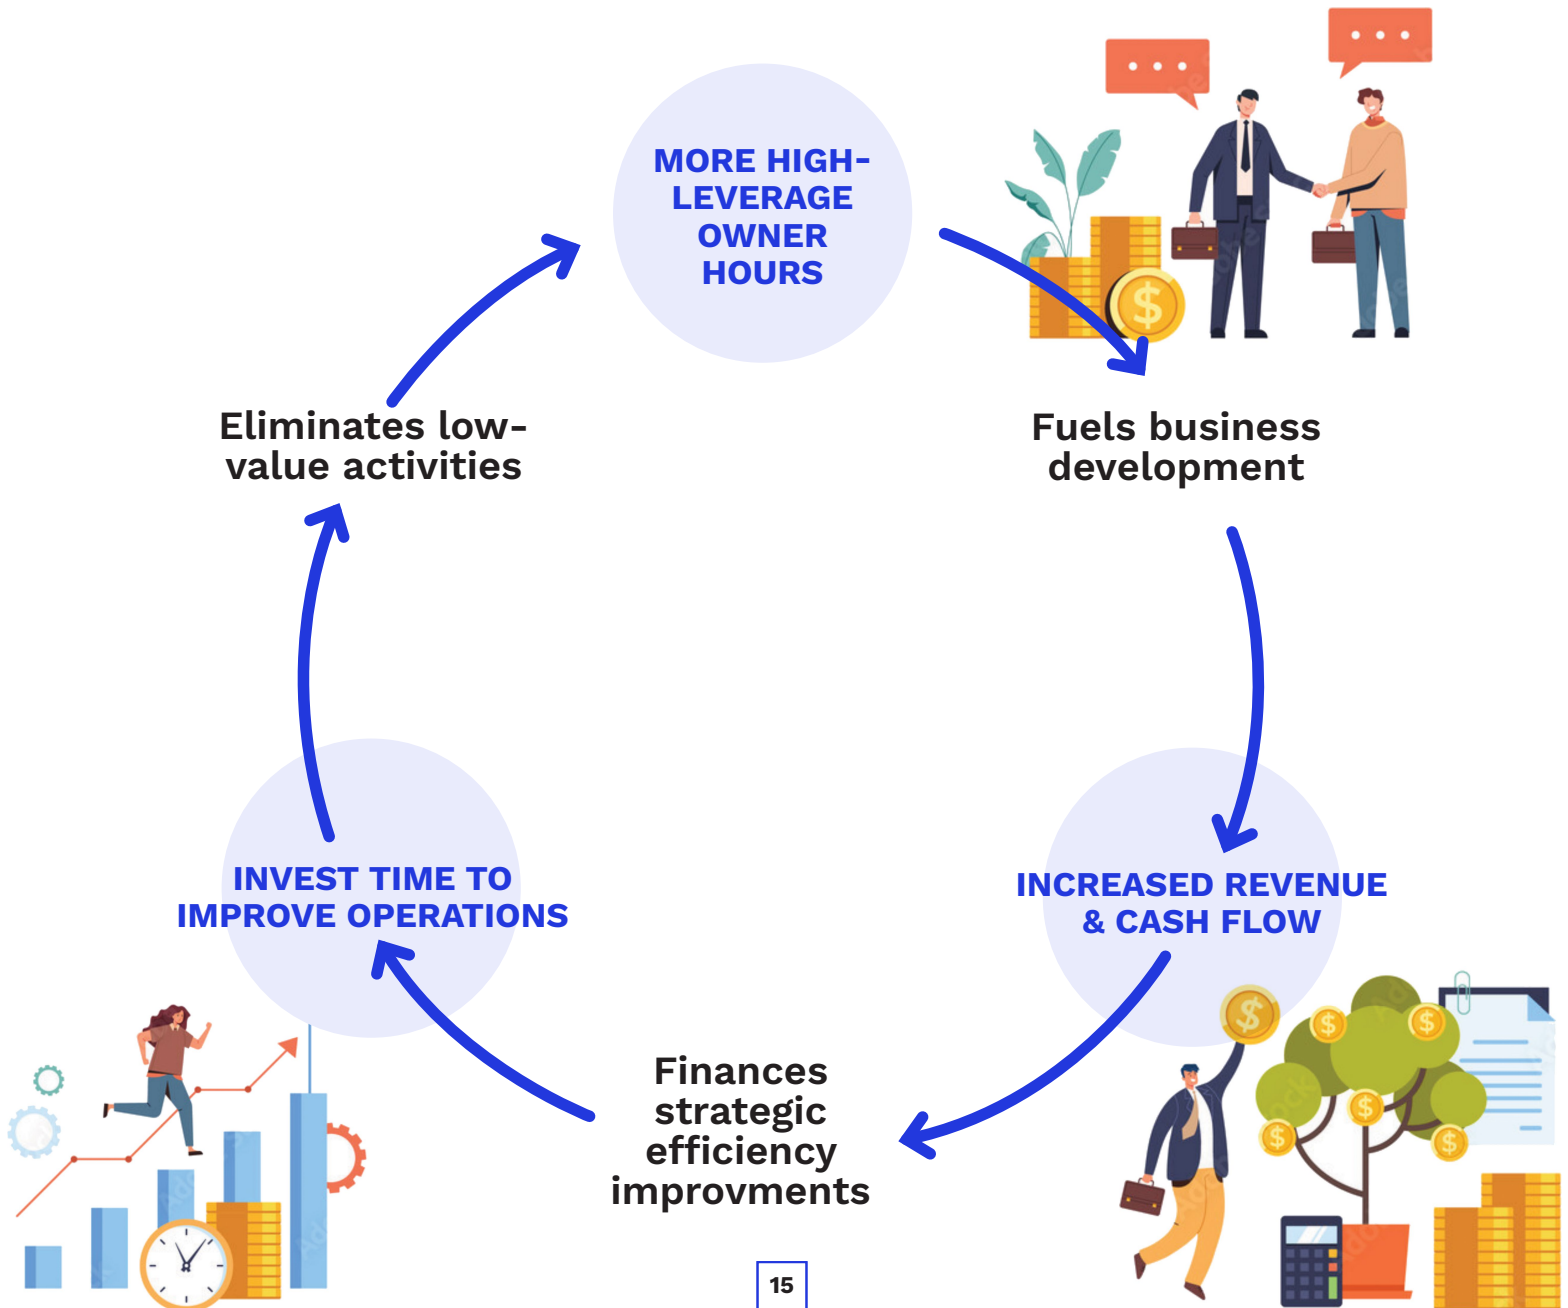 MORE HIGH-
LEVERAGE
OWNER
HOURS
Fuels business
development
INCREASED REVENUE
& CASH FLOW
Finances
strategic
efficiency
improvments
INVEST TIME TO
IMPROVE OPERATIONS
Eliminates low-
value activities
15